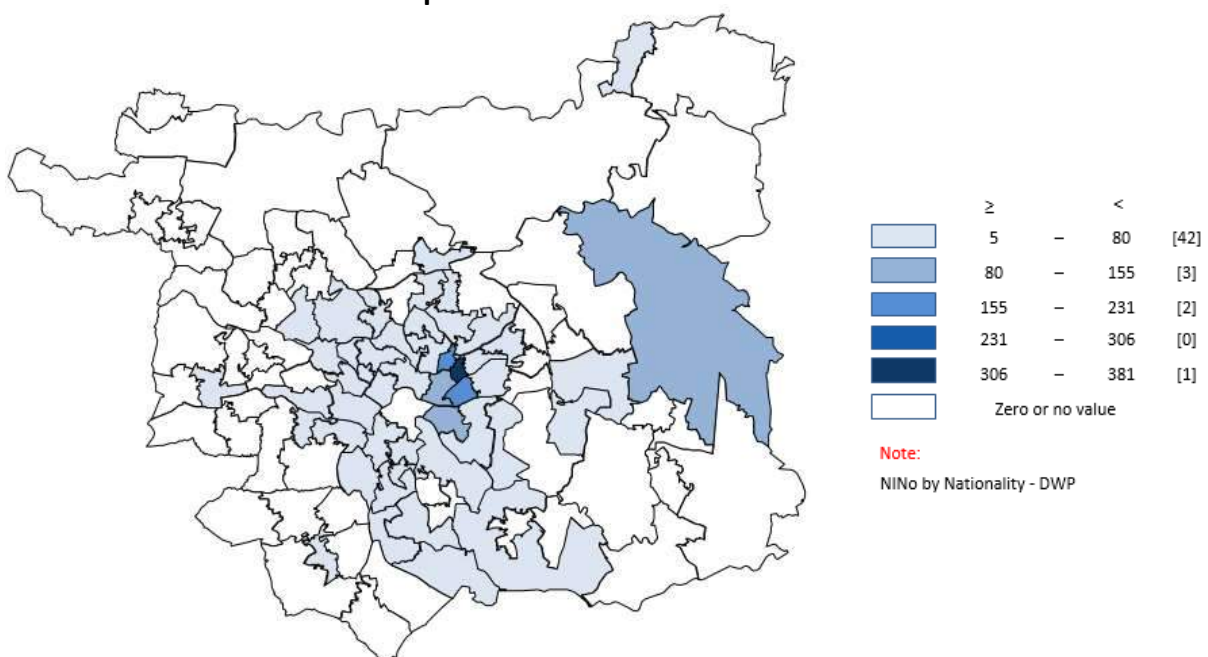 ≥ <
5 – 80 [42]
80 – 155 [3]
155 – 231 [2]
231 – 306 [0]
306 – 381 [1]
Zero or no value
Note:
NINo by Nationality - DWP